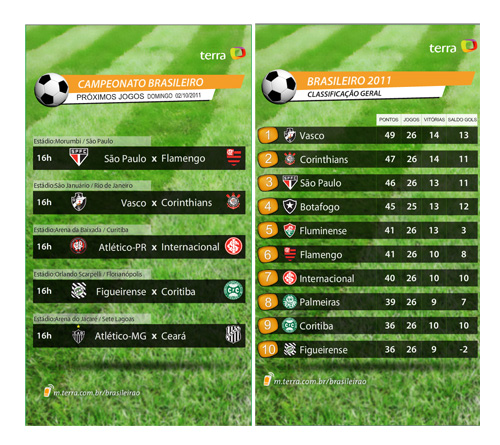 terra
CAMPEONATO BRASILEIRO
PRÓXIMOS JOGOS DOMINGO 02/10/2011
Estádio:Morumbi / São Paulo
16h São Paulo x Flamengo
Estádio:São Januário / Rio de Janeiro
16h Vasco x Corinthians
Estádio:Arena da Baixada / Curitiba
16h Atlético-PR x Internacional
Estádio:Orlando Scarpelli / Florianópolis
16h Figueirense x Coritiba
Estádio:Arena do Jacaré / Sete Lagoas
16h Atlético-MG x Ceará
m.terra.com.br/brasileirao
terra
BRASILEIRO 2011
CLASSIFICAÇÃO GERAL
PONTOS JOGOS VITÓRIAS SALDO GOLS
1 Vasco 49 26 14 13
2 Corinthians 47 26 14 11
3 São Paulo 46 26 13 11
4 Botafogo 45 25 13 12
5 Fluminense 41 26 13 3
6 Flamengo 41 26 10 8
7 Internacional 40 26 10 10
8 Palmeiras 39 26 9 7
9 Coritiba 36 26 10 10
10 Figueirense 36 26 9 -2
m.terra.com.br/brasileirao